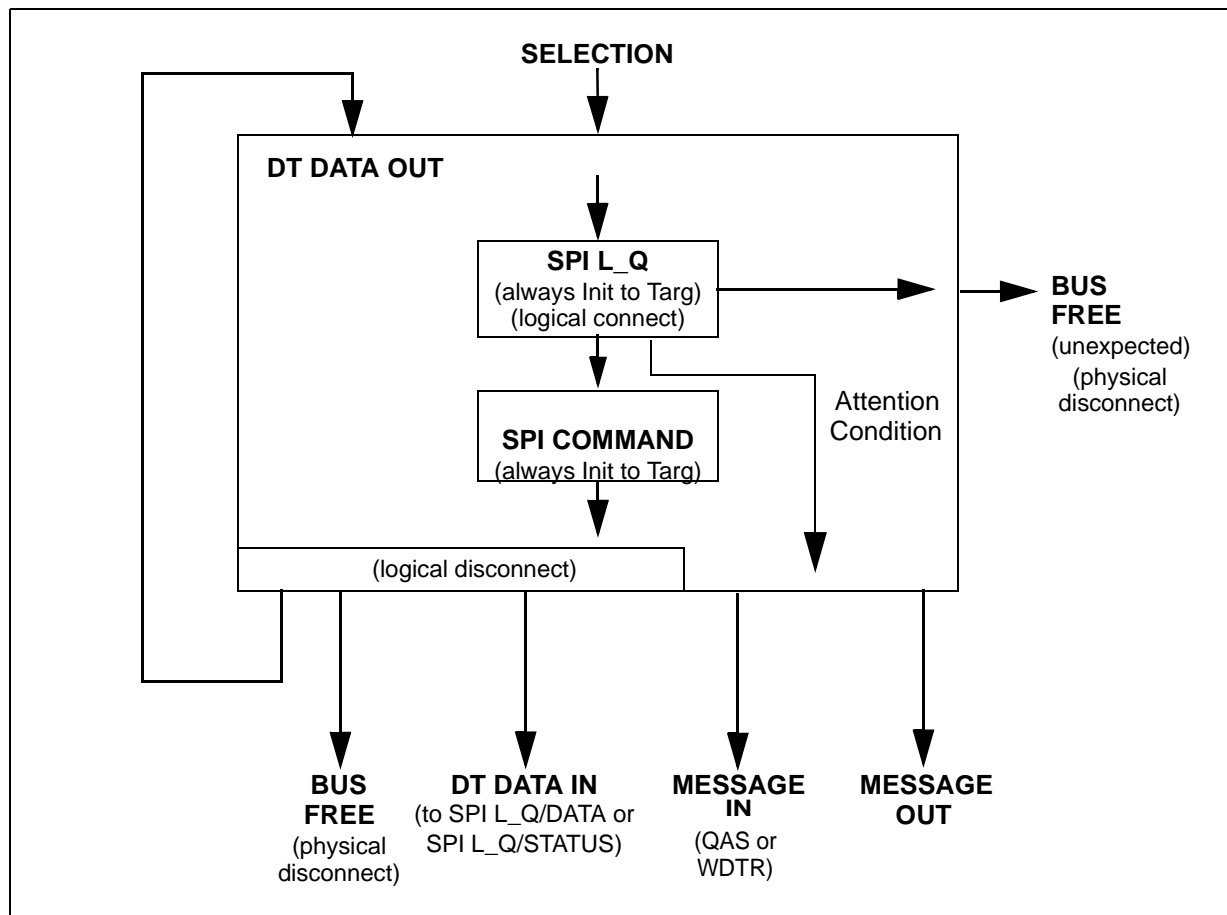 SELECTION
DT DATA OUT
SPI L_Q
(always Init to Targ)
(logical connect)
BUS
FREE
(unexpected)
(physical
disconnect)
Attention
Condition
SPI COMMAND
(always Init to Targ)
(logical disconnect)
BUS
FREE
(physical
disconnect)
DT DATA IN
(to SPI L_Q/DATA or
SPI L_Q/STATUS)
MESSAGE
IN
(QAS or
WDTR)
MESSAGE
OUT